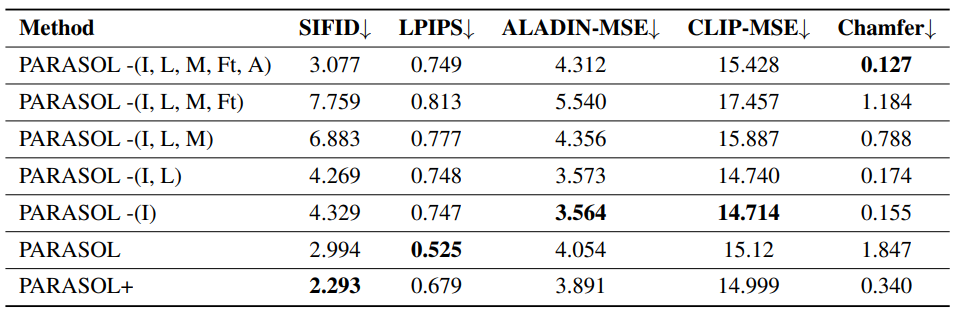 Method SIFID↓ LPIPS↓ ALADIN-MSE↓ CLIP-MSE↓ Chamfer↓
PARASOL -(I, L, M, Ft, A) 3.077 0.749 4.312 15.428 0.127
PARASOL -(I, L, M, Ft) 7.759 0.813 5.540 17.457 1.184
PARASOL -(I, L, M) 6.883 0.777 4.356 15.887 0.788
PARASOL -(I, L) 4.269 0.748 3.573 14.740 0.174
PARASOL -(I) 4.329 0.747 3.564 14.714 0.155
PARASOL 2.994 0.525 4.054 15.12 1.847
PARASOL+ 2.293 0.679 3.891 14.999 0.340